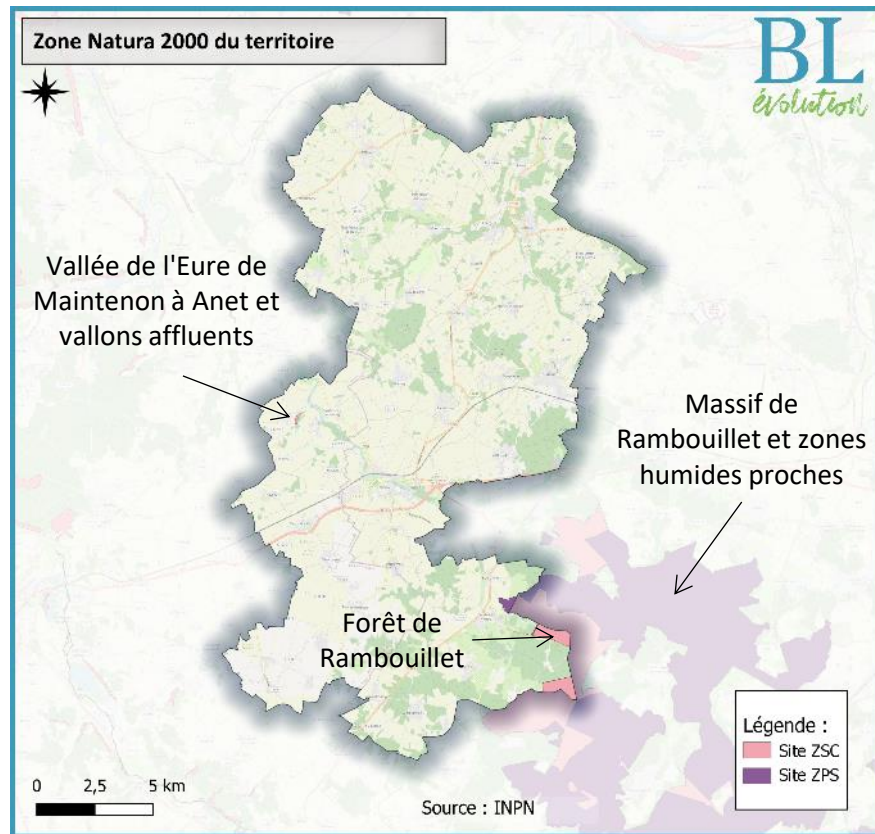 Zone Natura 2000 du territoire
BL
évolution
Vallée de l'Eure de
Maintenon à Anet et
vallons affluents
Massif de
Rambouillet et zones
humides proches
Forêt de
Rambouillet
Légende :
Site ZSC
Site ZPS
0 2,5 5 km
Source : INPN